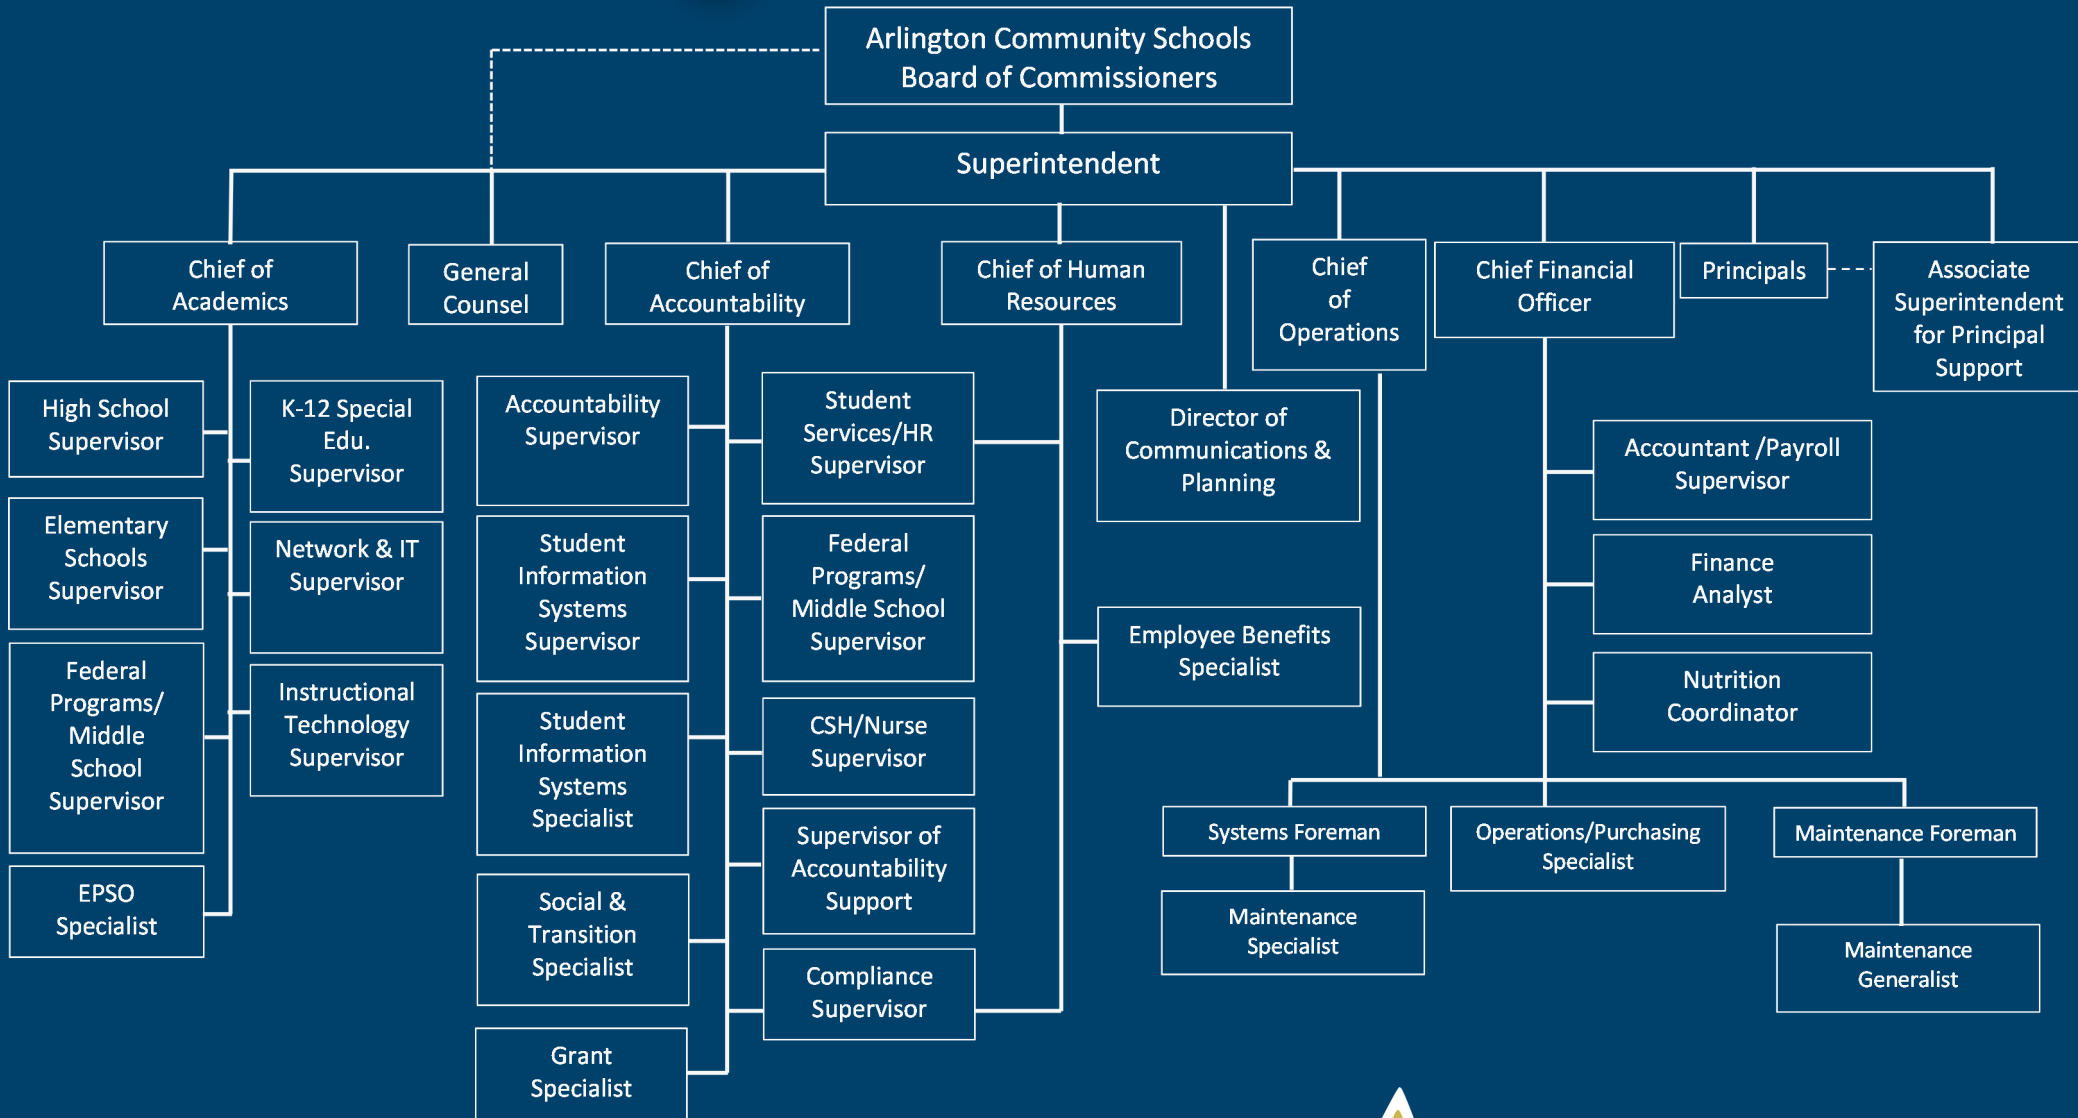 Arlington Community Schools
Board of Commissioners
Superintendent
Chief of
Academics
General
Counsel
Chief of
Accountability
Chief of Human
Resources
Chief
of
Operations
Chief Financial
Officer
Principals
Associate
Superintendent
for Principal
Support
High School
Supervisor
K-12 Special
Edu.
Supervisor
Elementary
Schools
Supervisor
Network & IT
Supervisor
Federal
Programs/
Middle
School
Supervisor
Instructional
Technology
Supervisor
EPSO
Specialist
Accountability
Supervisor
Student
Services/HR
Supervisor
Student
Information
Systems
Supervisor
Federal
Programs/
Middle School
Supervisor
Student
Information
Systems
Specialist
CSH/Nurse
Supervisor
Supervisor of
Accountability
Support
Social &
Transition
Specialist
Compliance
Supervisor
Grant
Specialist
Director of
Communications &
Planning
Employee Benefits
Specialist
Accountant /Payroll
Supervisor
Finance
Analyst
Nutrition
Coordinator
Systems Foreman
Operations/Purchasing
Specialist
Maintenance Foreman
Maintenance
Specialist
Maintenance
Generalist